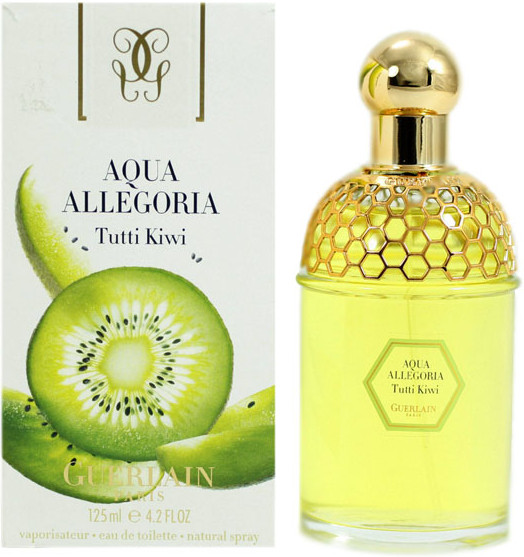 AQUA
ALLEGORIA
Tutti Kiwi
GUERLAIN
PARIS
125 ml ℮ 4.2 FL OZ
vaporisateur • eau de toilette • natural spray
AQUA
ALLEGORIA
Tutti Kiwi
GUERLAIN
PARIS